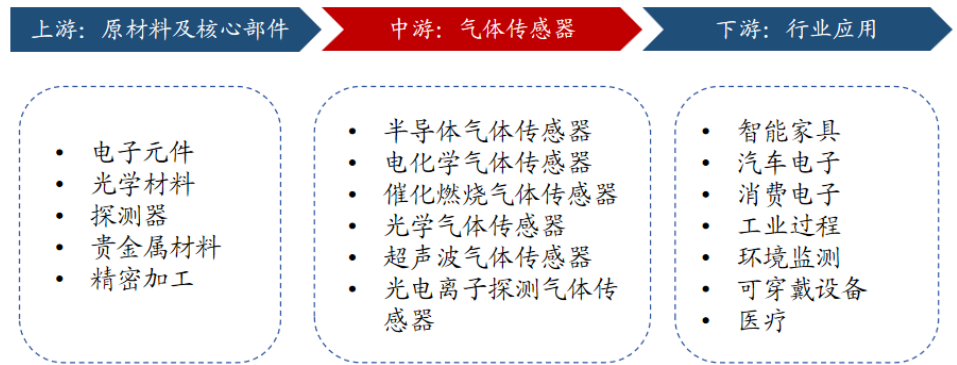 上游：原材料及核心部件
中游：气体传感器
下游：行业应用
• 电子元件
• 光学材料
• 探测器
• 贵金属材料
• 精密加工
• 半导体气体传感器
• 电化学气体传感器
• 催化燃烧气体传感器
• 光学气体传感器
• 超声波气体传感器
• 光电离子探测气体传
感器
• 智能家具
• 汽车电子
• 消费电子
• 工业过程
• 环境监测
• 可穿戴设备
• 医疗